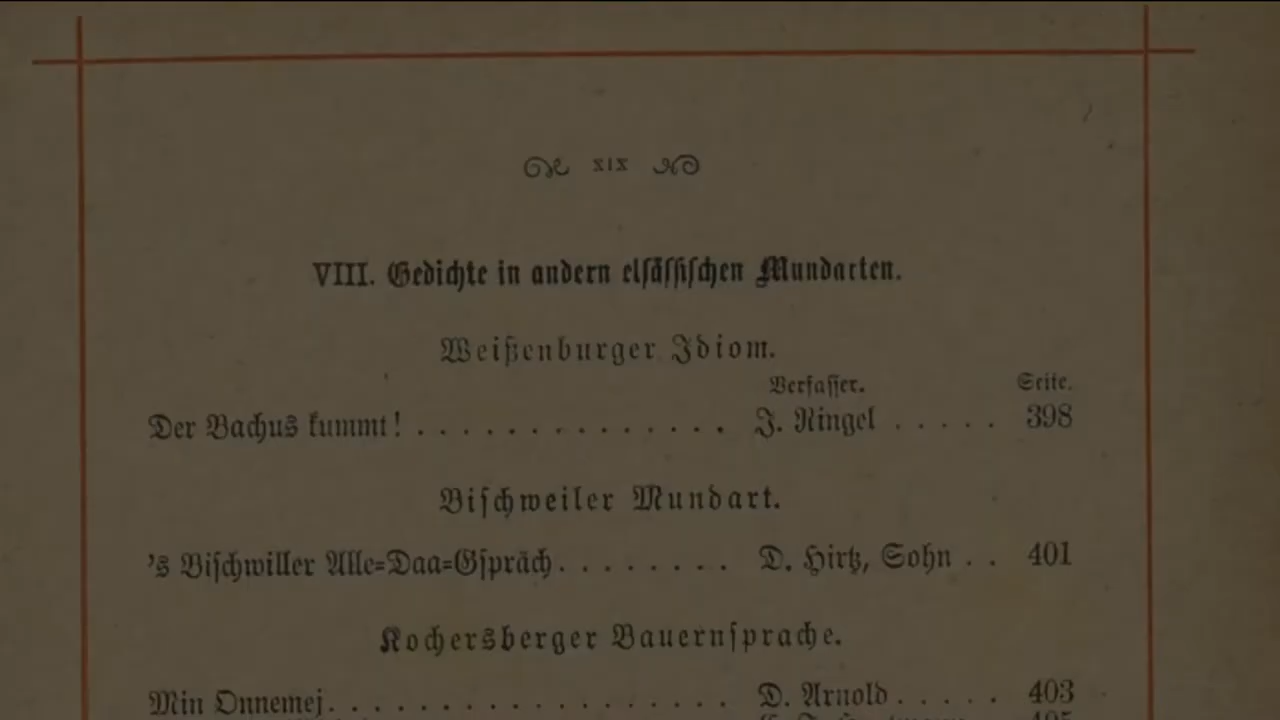 XIX
VIII. Gedichte in andern elsässischen Mundarten.
Weißenburger Idiom.
Verfasser. Seite.
Der Bachus kummt! . . . . . . . . . . . . . . J. Ringel . . . . . 398
Bischweiler Mundart.
's Bischwiller Alle=Daa=Gspräch. . . . . . . . . D. Hirtz, Sohn . . 401
Kochersberger Bauernsprache.
Min Onnemej. . . . . . . . . . . . . . . . . . D. Arnold . . . . . 403